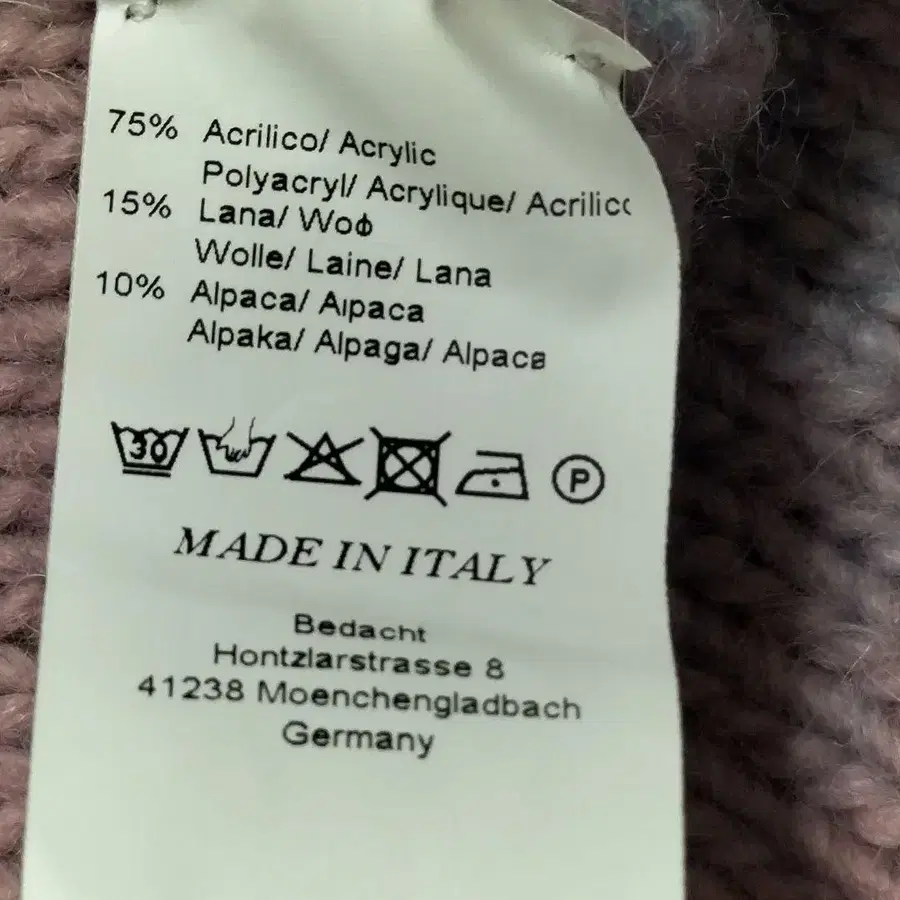 75% Acrilico/ Acrylic
Polyacryl/ Acrylique/ Acrilico
15% Lana/ Woo
Wolle/ Laine/ Lana
10% Alpaca/ Alpaca
Alpaka/ Alpaga/ Alpaca
30
P
MADE IN ITALY
Bedacht
Hontzlarstrasse 8
41238 Moenchengladbach
Germany